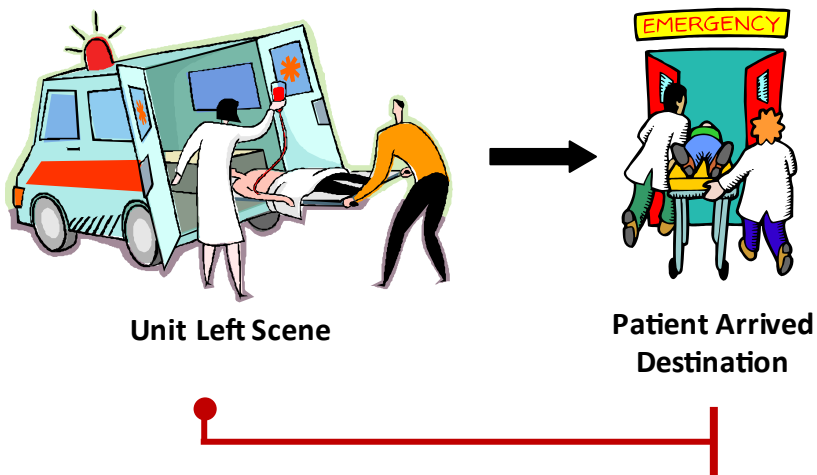 EMERGENCY
Unit Left Scene
Patient Arrived
Destination